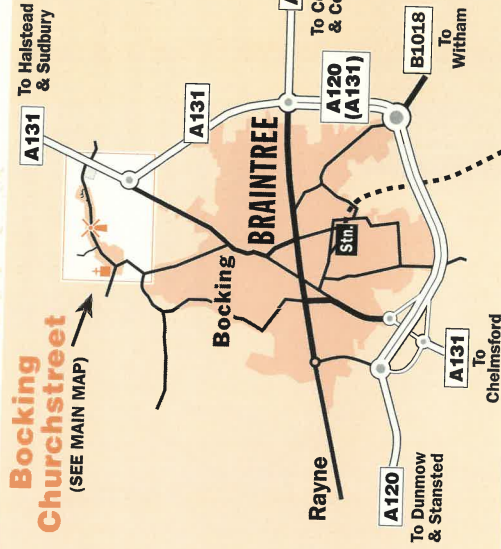 Bocking
Churchstreet
(SEE MAIN MAP)
A131
To Halstead
& Sudbury
A131
A120
(A131)
B1018
To
Witham
BRAINTREE
Bocking
Stn.
Rayne
A120
To Dunmow
& Stansted
A131
To
Chelmsford